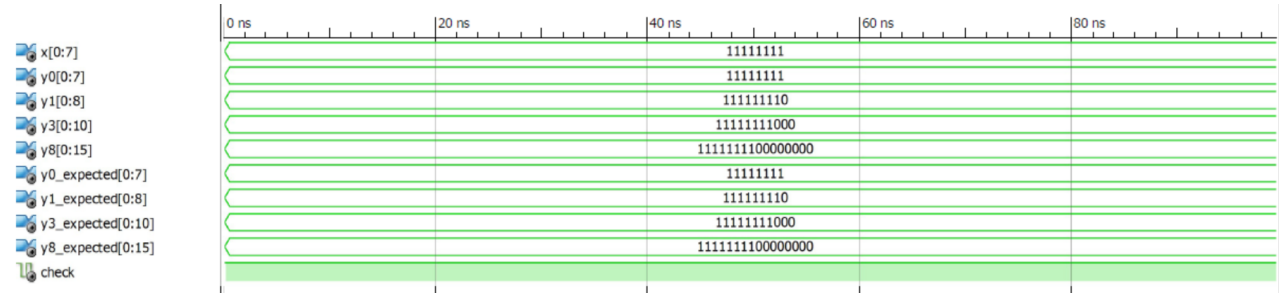 0 ns 20 ns 40 ns 60 ns 80 ns
x[0:7] 11111111
y0[0:7] 11111111
y1[0:8] 111111110
y3[0:10] 11111111000
y8[0:15] 1111111100000000
y0_expected[0:7] 11111111
y1_expected[0:8] 111111110
y3_expected[0:10] 11111111000
y8_expected[0:15] 1111111100000000
check